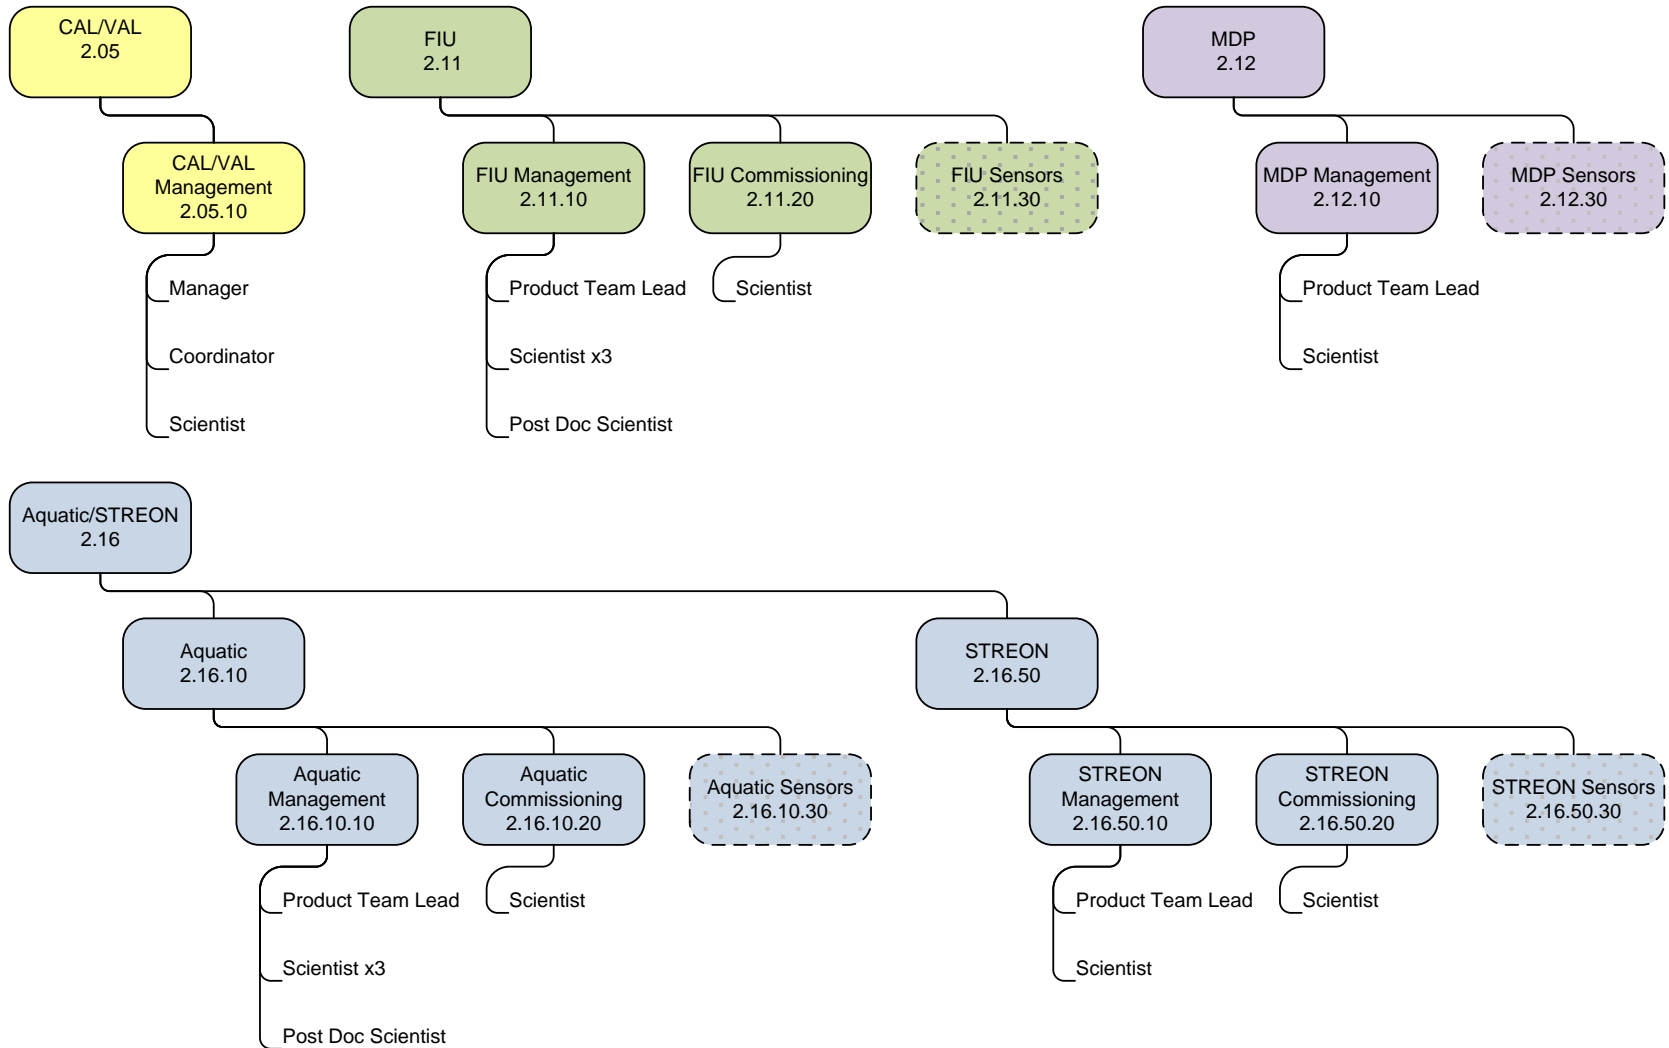 CAL/VAL
2.05
FIU
2.11
MDP
2.12
CAL/VAL
Management
2.05.10
FIU Management
2.11.10
FIU Commissioning
2.11.20
FIU Sensors
2.11.30
MDP Management
2.12.10
MDP Sensors
2.12.30
Manager
Coordinator
Scientist
Product Team Lead
Scientist x3
Post Doc Scientist
Scientist
Product Team Lead
Scientist
Aquatic/STREON
2.16
Aquatic
2.16.10
STREON
2.16.50
Aquatic
Management
2.16.10.10
Aquatic
Commissioning
2.16.10.20
Aquatic Sensors
2.16.10.30
STREON
Management
2.16.50.10
STREON
Commissioning
2.16.50.20
STREON Sensors
2.16.50.30
Product Team Lead
Scientist x3
Post Doc Scientist
Scientist
Product Team Lead
Scientist
Scientist